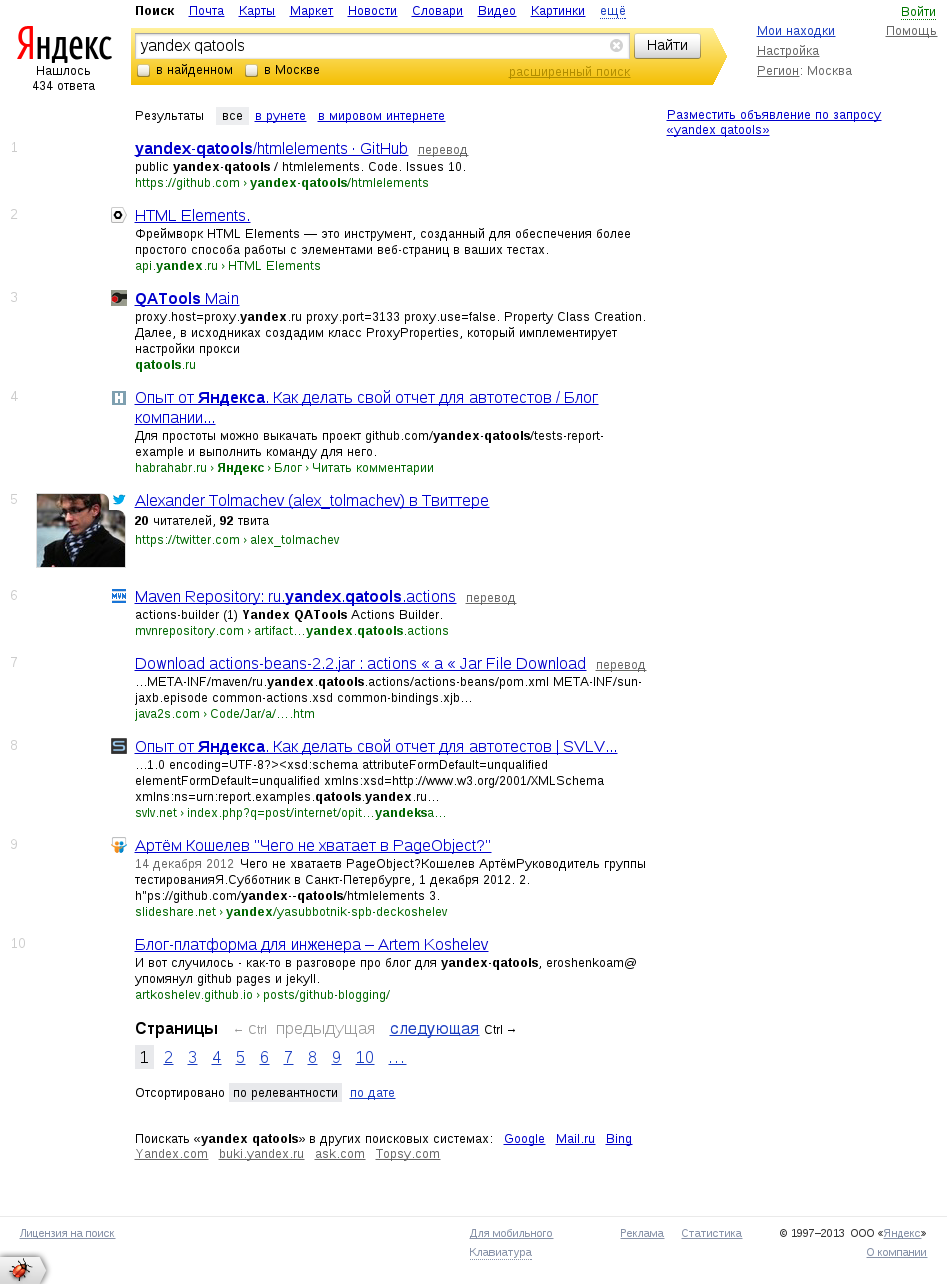 Поиск Почта Карты Маркет Новости Словари Видео Картинки ещё
Войти
Яндекс
Нашлось
434 ответа
yandex qatools Найти
в найденном в Москве расширенный поиск
Мои находки Помощь
Настройка
Регион: Москва
Результаты все в рунете в мировом интернете
Разместить объявление по запросу
«yandex qatools»
1 yandex-qatools/htmlelements · GitHub перевод
public yandex-qatools / htmlelements. Code. Issues 10.
https://github.com › yandex-qatools/htmlelements
2 HTML Elements.
Фреймворк HTML Elements — это инструмент, созданный для обеспечения более
простого способа работы с элементами веб-страниц в ваших тестах.
api.yandex.ru › HTML Elements
3 QATools Main
proxy.host=proxy.yandex.ru proxy.port=3133 proxy.use=false. Property Class Creation.
Далее, в исходниках создадим класс ProxyProperties, который имплементирует
настройки прокси
qatools.ru
4 Опыт от Яндекса. Как делать свой отчет для автотестов / Блог
компании...
Для простоты можно выкачать проект github.com/yandex-qatools/tests-report-
example и выполнить команду для него.
habrahabr.ru › Яндекс › Блог › Читать комментарии
5 Alexander Tolmachev (alex_tolmachev) в Твиттере
20 читателей, 92 твита
https://twitter.com › alex_tolmachev
6 Maven Repository: ru.yandex.qatools.actions перевод
actions-builder (1) Yandex QATools Actions Builder.
mvnrepository.com › artifact...yandex.qatools.actions
7 Download actions-beans-2.2.jar : actions « a « Jar File Download перевод
...META-INF/maven/ru.yandex.qatools.actions/actions-beans/pom.xml META-INF/sun-
jaxb.episode common-actions.xsd common-bindings.xjb...
java2s.com › Code/Jar/a/....htm
8 Опыт от Яндекса. Как делать свой отчет для автотестов | SVLV...
...1.0 encoding=UTF-8?><xsd:schema attributeFormDefault=unqualified
elementFormDefault=unqualified xmlns:xsd=http://www.w3.org/2001/XMLSchema
xmlns:ns=urn:report.examples.qatools.yandex.ru...
svlv.net › index.php?q=post/internet/opit...yandeksa...
9 Артём Кошелев "Чего не хватает в PageObject?"
14 декабря 2012 Чего не хватаетв PageObject?Кошелев АртёмРуководитель группы
тестированияЯ.Субботник в Санкт-Петербурге, 1 декабря 2012. 2.
h"ps://github.com/yandex-­‐qatools/htmlelements 3.
slideshare.net › yandex/yasubbotnik-spb-deckoshelev
10 Блог-платформа для инженера – Artem Koshelev
И вот случилось - как-то в разговоре про блог для yandex-qatools, eroshenkoam@
упомянул github pages и jekyll.
artkoshelev.github.io › posts/github-blogging/
Страницы ← Ctrl предыдущая следующая Ctrl →
1 2 3 4 5 6 7 8 9 10 ...
Отсортировано по релевантности по дате
Поискать «yandex qatools» в других поисковых системах: Google Mail.ru Bing
Yandex.com buki.yandex.ru ask.com Topsy.com
Лицензия на поиск Для мобильного Реклама Статистика © 1997–2013 ООО «Яндекс»
Клавиатура О компании